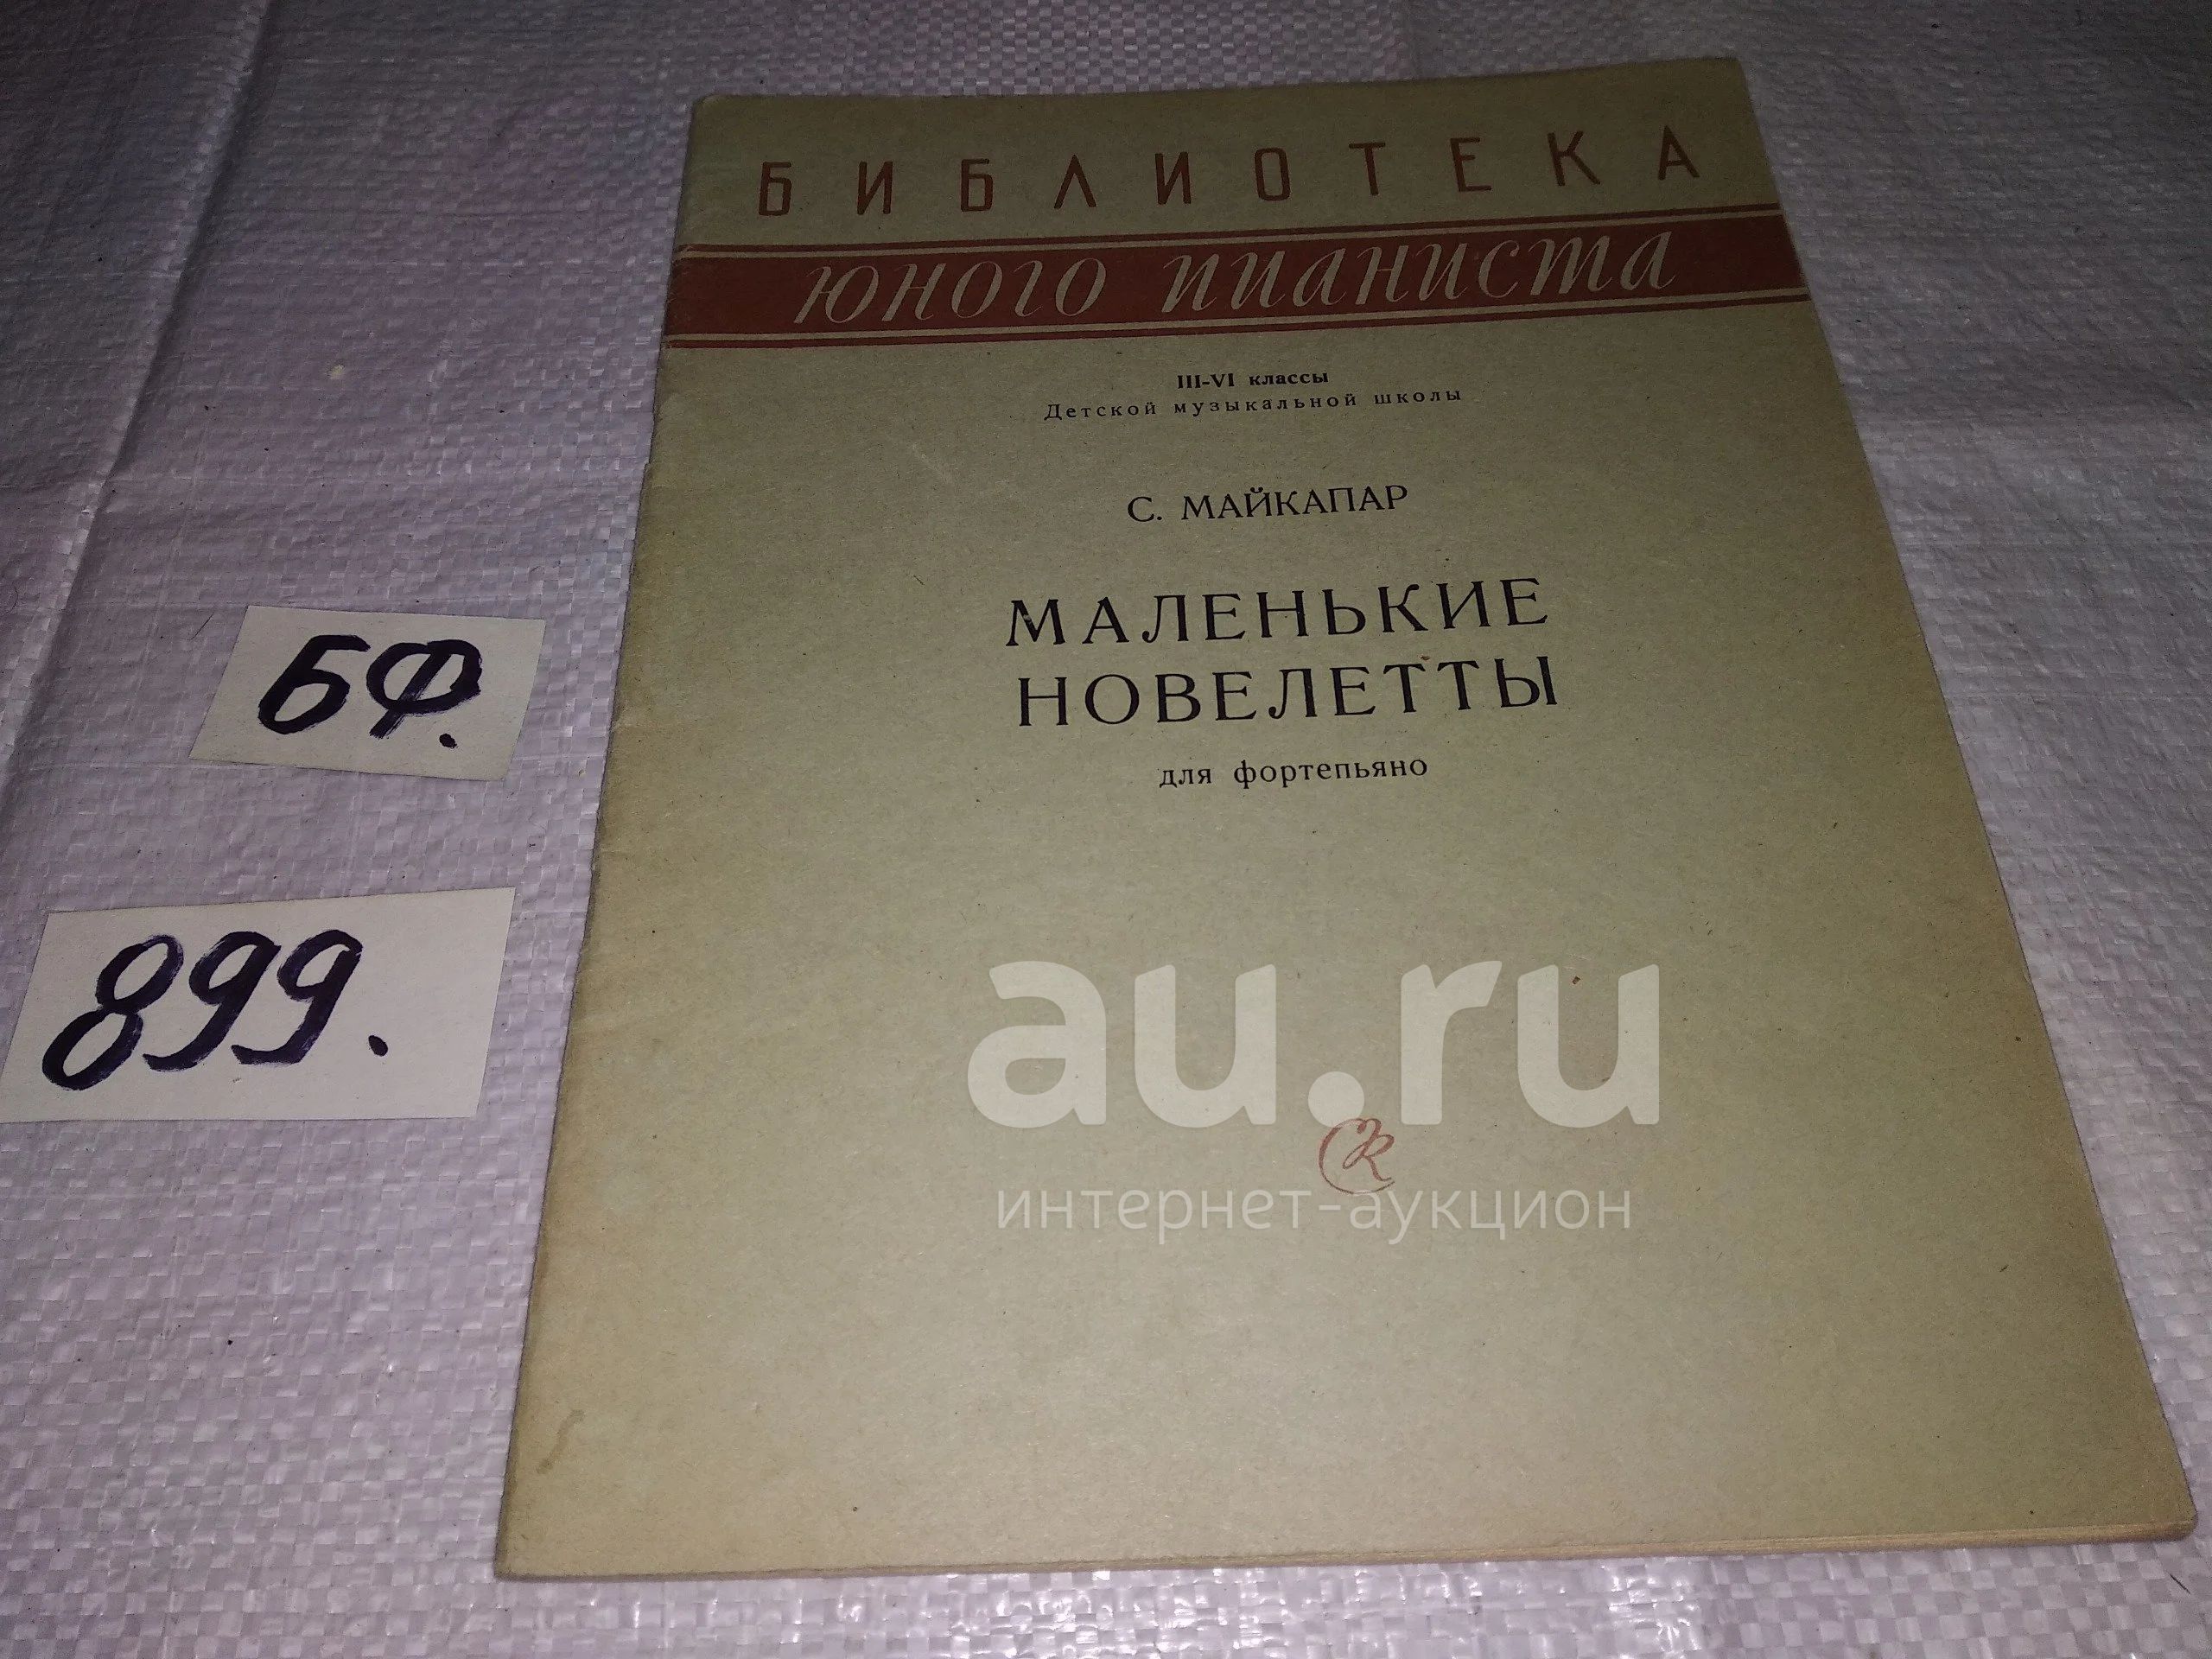 БИБЛИОТЕКА
юного пианиста
III-VI классы
Детской музыкальной школы
С. МАЙКАПАР
МАЛЕНЬКИЕ
НОВЕЛЕТТЫ
для фортепьяно
БФ.
899.
au.ru
интернет-аукцион